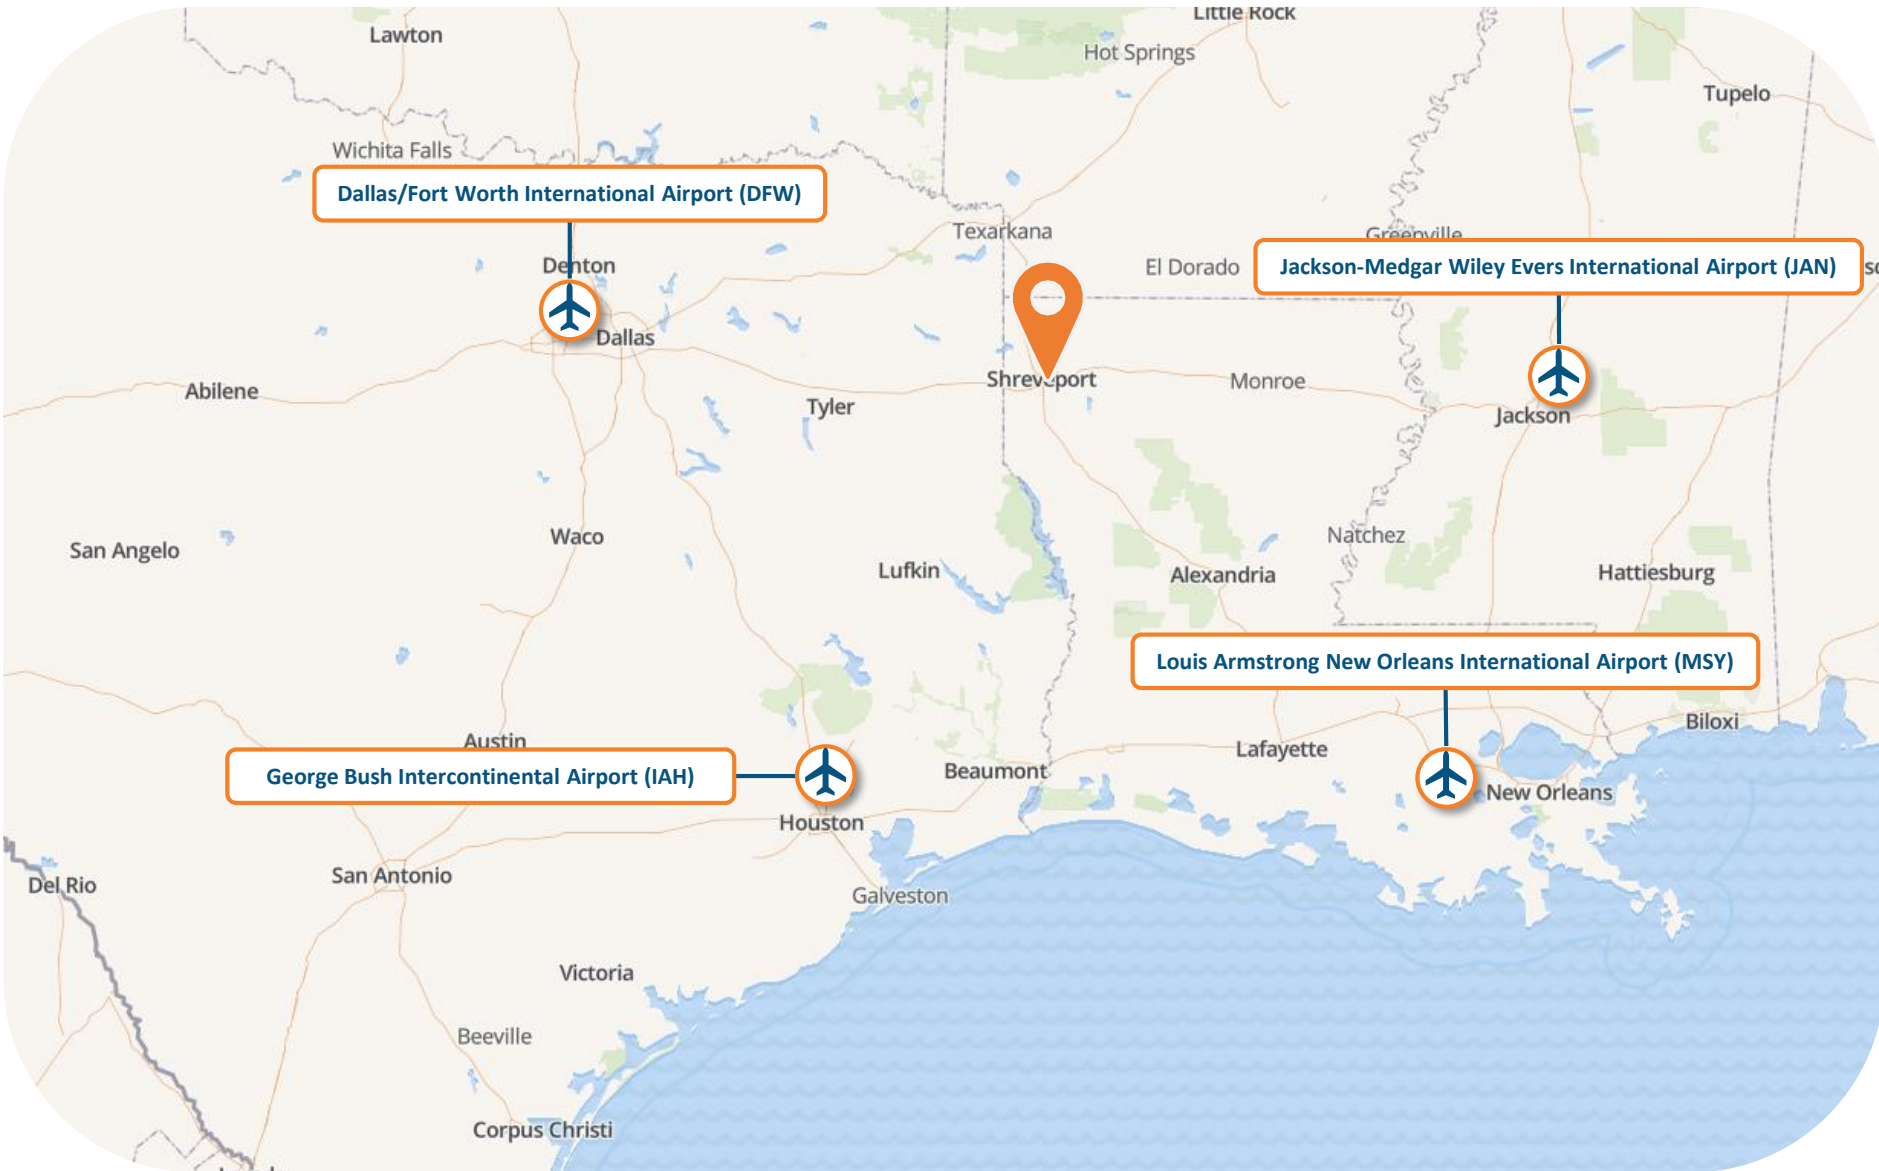 Little Rock
Lawton
Hot Springs
Tupelo
Wichita Falls
Dallas/Fort Worth International Airport (DFW)
Texarkana
Greenville
Denton
El Dorado
Jackson-Medgar Wiley Evers International Airport (JAN)
Dallas
Shreveport
Monroe
Abilene
Tyler
Jackson
Waco
Natchez
San Angelo
Lufkin
Alexandria
Hattiesburg
Louis Armstrong New Orleans International Airport (MSY)
Biloxi
Austin
Lafayette
George Bush Intercontinental Airport (IAH)
Beaumont
New Orleans
Houston
San Antonio
Del Rio
Galveston
Victoria
Beeville
Corpus Christi